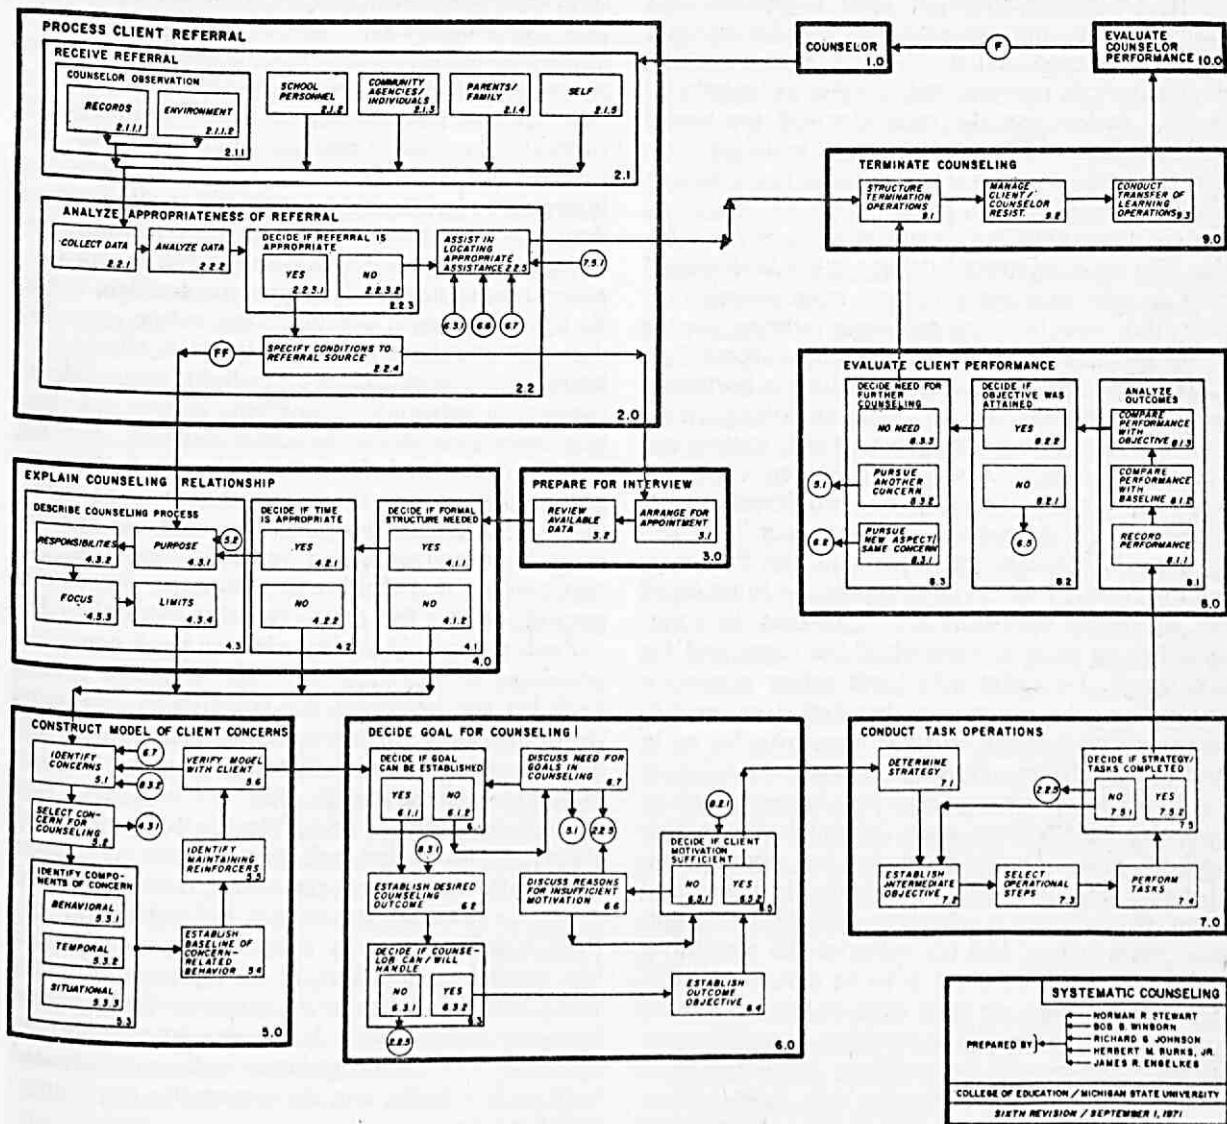 PROCESS CLIENT REFERRAL
RECEIVE REFERRAL
COUNSELOR OBSERVATION
RECORDS
2.1.1.1
ENVIRONMENT
2.1.1.2
2.1.1
SCHOOL
PERSONNEL
2.1.2
COMMUNITY
AGENCIES/
INDIVIDUALS
2.1.3
PARENTS/
FAMILY
2.1.4
SELF
2.1.5
2.1
ANALYZE APPROPRIATENESS OF REFERRAL
COLLECT DATA
2.2.1
ANALYZE DATA
2.2.2
DECIDE IF REFERRAL IS
APPROPRIATE
YES
2.2.3.1
NO
2.2.3.2
2.2.3
ASSIST IN
LOCATING
APPROPRIATE
ASSISTANCE 2.2.5
7.5.1
4.3.1
6.6
6.7
FF
SPECIFY CONDITIONS TO
REFERRAL SOURCE
2.2.4
2.2
2.0
COUNSELOR
1.0
F
EVALUATE
COUNSELOR
PERFORMANCE 10.0
TERMINATE COUNSELING
STRUCTURE
TERMINATION
OPERATIONS
9.1
MANAGE
CLIENT/
COUNSELOR
RESIST.
9.2
CONDUCT
TRANSFER OF
LEARNING
OPERATIONS 9.3
9.0
EVALUATE CLIENT PERFORMANCE
DECIDE NEED FOR
FURTHER
COUNSELING
NO NEED
8.3.3
PURSUE
ANOTHER
CONCERN
8.3.2
PURSUE
NEW ASPECT/
SAME CONCERN
8.3.1
8.3
5.1
6.2
DECIDE IF
OBJECTIVE WAS
ATTAINED
YES
8.2.2
NO
8.2.1
6.5
8.2
ANALYZE
OUTCOMES
COMPARE
PERFORMANCE
WITH
OBJECTIVE
8.1.3
COMPARE
PERFORMANCE
WITH
BASELINE
8.1.2
RECORD
PERFORMANCE
8.1.1
8.1
8.0
EXPLAIN COUNSELING RELATIONSHIP
DESCRIBE COUNSELING PROCESS
RESPONSIBILITIES
4.3.2
PURPOSE
4.3.1
5.2
FOCUS
4.3.3
LIMITS
4.3.4
4.3
DECIDE IF TIME
IS APPROPRIATE
YES
4.2.1
NO
4.2.2
4.2
DECIDE IF FORMAL
STRUCTURE NEEDED
YES
4.1.1
NO
4.1.2
4.1
4.0
PREPARE FOR INTERVIEW
REVIEW
AVAILABLE
DATA
3.2
ARRANGE FOR
APPOINTMENT
3.1
3.0
CONSTRUCT MODEL OF CLIENT CONCERNS
IDENTIFY
CONCERNS
5.1
6.7
8.3.2
SELECT CON-
CERN FOR
COUNSELING
5.2
4.3.1
IDENTIFY COMPO-
NENTS OF CONCERN
BEHAVIORAL
5.3.1
TEMPORAL
5.3.2
SITUATIONAL
5.3.3
5.3
VERIFY MODEL
WITH CLIENT
5.6
IDENTIFY
MAINTAINING
REINFORCERS
5.5
ESTABLISH
BASELINE OF
CONCERN-
RELATED
BEHAVIOR
5.4
5.0
DECIDE GOAL FOR COUNSELING
DECIDE IF GOAL
CAN BE ESTABLISHED
YES
6.1.1
NO
6.1.2
8.3.1
ESTABLISH DESIRED
COUNSELING
OUTCOME
6.2
DECIDE IF COUNSE-
LOR CAN/WILL
HANDLE
NO
6.3.1
YES
6.3.2
6.3
2.2.5
DISCUSS NEED FOR
GOALS IN
COUNSELING
6.7
5.1
2.2.5
DISCUSS REASONS
FOR INSUFFICIENT
MOTIVATION
6.6
8.2.1
DECIDE IF CLIENT
MOTIVATION
SUFFICIENT
NO
6.5.1
YES
6.5.2
6.5
ESTABLISH
OUTCOME
OBJECTIVE
6.4
6.0
CONDUCT TASK OPERATIONS
DETERMINE
STRATEGY
7.1
2.2.5
DECIDE IF STRATEGY/
TASKS COMPLETED
NO
7.5.1
YES
7.5.2
7.5
ESTABLISH
INTERMEDIATE
OBJECTIVE
7.2
SELECT
OPERATIONAL
STEPS
7.3
PERFORM
TASKS
7.4
7.0
SYSTEMATIC COUNSELING
PREPARED BY
NORMAN R. STEWART
BOB B. WINBORN
RICHARD G. JOHNSON
HERBERT M. BURKS, JR.
JAMES R. ENGELKES
COLLEGE OF EDUCATION / MICHIGAN STATE UNIVERSITY
SIXTH REVISION / SEPTEMBER 1, 1971